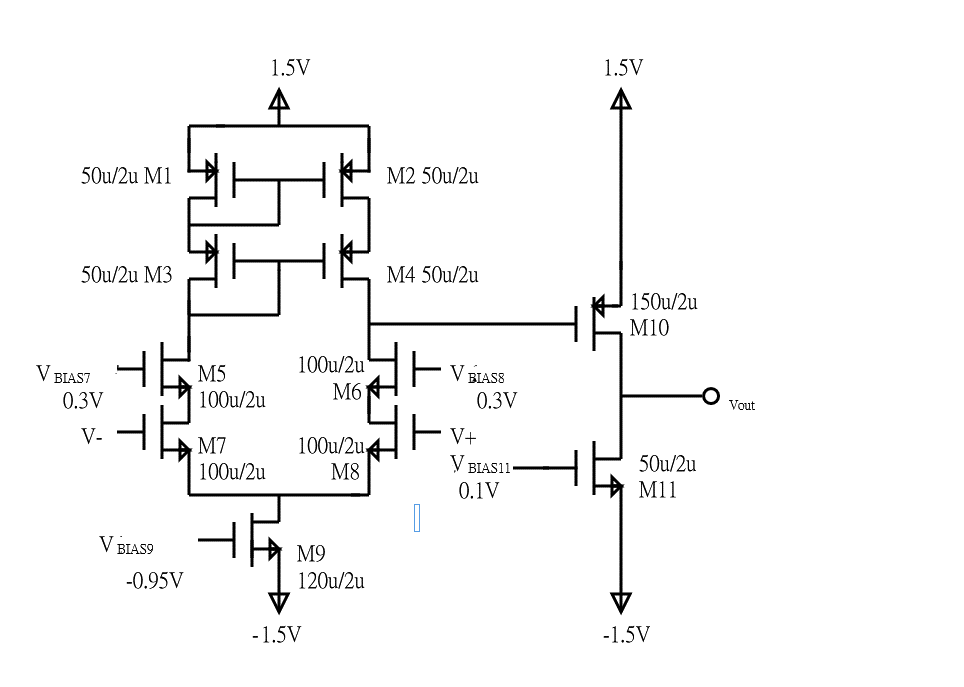 1.5V
1.5V
50u/2u M1
M2 50u/2u
50u/2u M3
M4 50u/2u
150u/2u
M10
V BIAS7
0.3V
M5
100u/2u
100u/2u
M6
V BIAS8
0.3V
Vout
V-
M7
100u/2u
100u/2u
M8
V+
V BIAS11
0.1V
50u/2u
M11
V BIAS9
-0.95V
M9
120u/2u
-1.5V
-1.5V